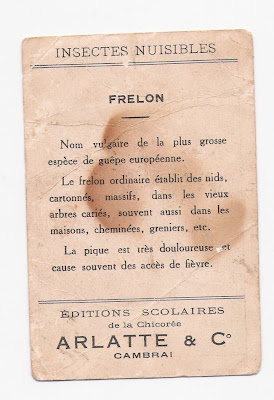 INSECTES NUISIBLES
FRELON
Nom vulgaire de la plus grosse
espèce de guêpe européenne.
Le frelon ordinaire établit des nids,
cartonnés, massifs, dans les vieux
arbres cariés, souvent aussi dans les
maisons, cheminées, greniers, etc.
La pique est très douloureuse et
cause souvent des accès de fièvre.
ÉDITIONS SCOLAIRES
de la Chicorée
ARLATTE & Cº
CAMBRAI